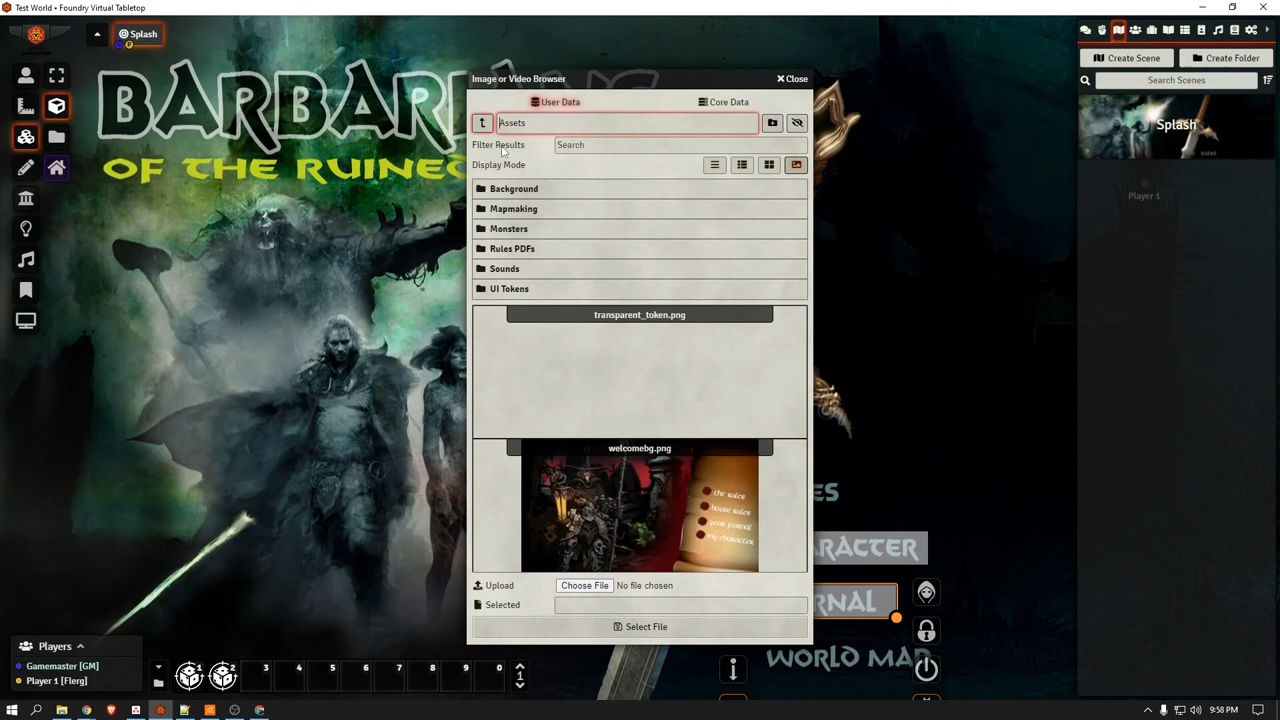 Test World • Foundry Virtual Tabletop
Splash
P
BARBAR
OF THE RUINE
Image or Video Browser
Close
User Data
Core Data
Assets
Filter Results
Search
Display Mode
Background
Mapmaking
Monsters
Rules PDFs
Sounds
UI Tokens
transparent_token.png
welcomebg.png
the rules
house rules
your journal
my character
Upload
Choose File
No file chosen
Selected
Select File
Create Scene
Create Folder
Search Scenes
Splash
Player 1
ES
ARACTER
RNAL
WORLD MAP
Players
Gamemaster [GM]
Player 1 [Flerg]
1 2 3 4 5 6 7 8 9 0
1
9:58 PM